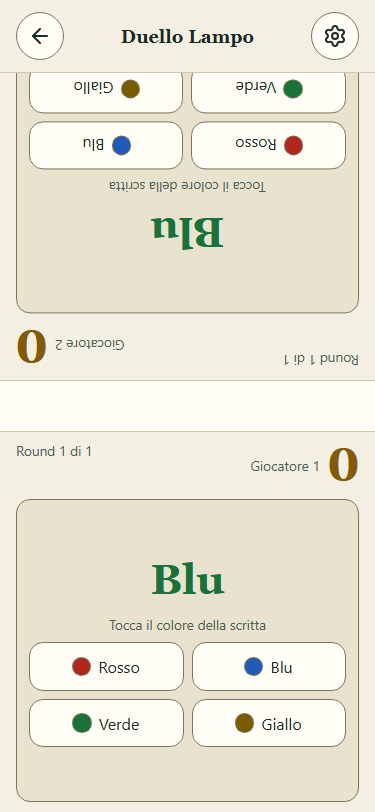 Duello Lampo
Giallo Verde
Blu Rosso
Tocca il colore della scritta
Blu
0 Giocatore 2 Round 1 di 1
Round 1 di 1 Giocatore 1 0
Blu
Tocca il colore della scritta
Rosso Blu
Verde Giallo